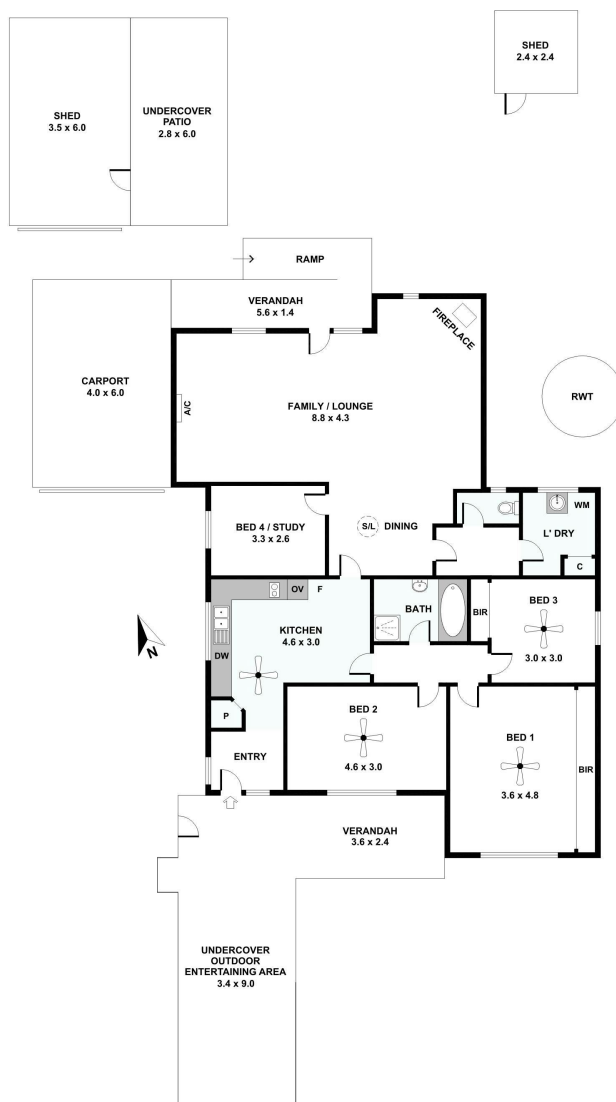 SHED
3.5 x 6.0
UNDERCOVER
PATIO
2.8 x 6.0
SHED
2.4 x 2.4
RAMP
VERANDAH
5.6 x 1.4
FIREPLACE
CARPORT
4.0 x 6.0
A/C
FAMILY / LOUNGE
8.8 x 4.3
RWT
BED 4 / STUDY
3.3 x 2.6
S/L
DINING
WM
L' DRY
C
OV
F
BATH
BIR
BED 3
3.0 x 3.0
KITCHEN
4.6 x 3.0
DW
N
P
ENTRY
BED 2
4.6 x 3.0
BED 1
3.6 x 4.8
BIR
VERANDAH
3.6 x 2.4
UNDERCOVER
OUTDOOR
ENTERTAINING AREA
3.4 x 9.0